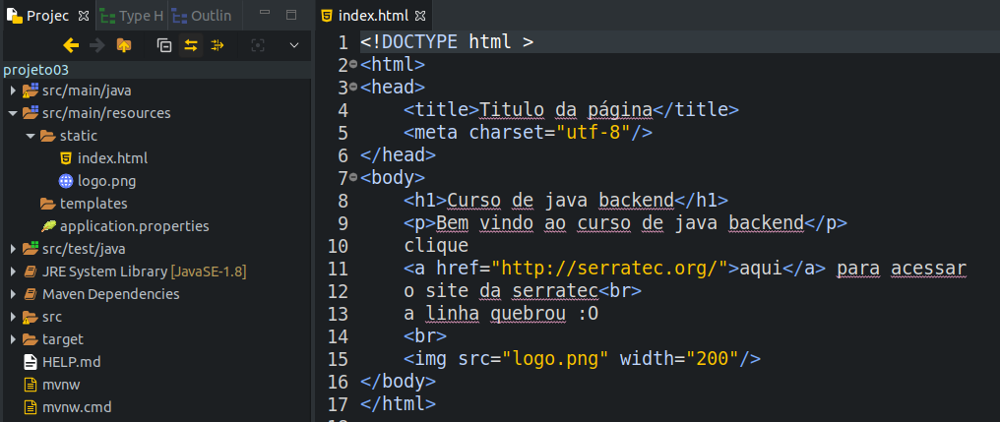 Projec
Type H
Outlin
projeto03
src/main/java
src/main/resources
static
index.html
logo.png
templates
application.properties
src/test/java
JRE System Library [JavaSE-1.8]
Maven Dependencies
src
target
HELP.md
mvnw
mvnw.cmd
index.html
1 <!DOCTYPE html >
2 <html>
3 <head>
4 <title>Titulo da página</title>
5 <meta charset="utf-8"/>
6 </head>
7 <body>
8 <h1>Curso de java backend</h1>
9 <p>Bem vindo ao curso de java backend</p>
10 clique
11 <a href="http://serratec.org/">aqui</a> para acessar
12 o site da serratec<br>
13 a linha quebrou :O
14 <br>
15 <img src="logo.png" width="200"/>
16 </body>
17 </html>